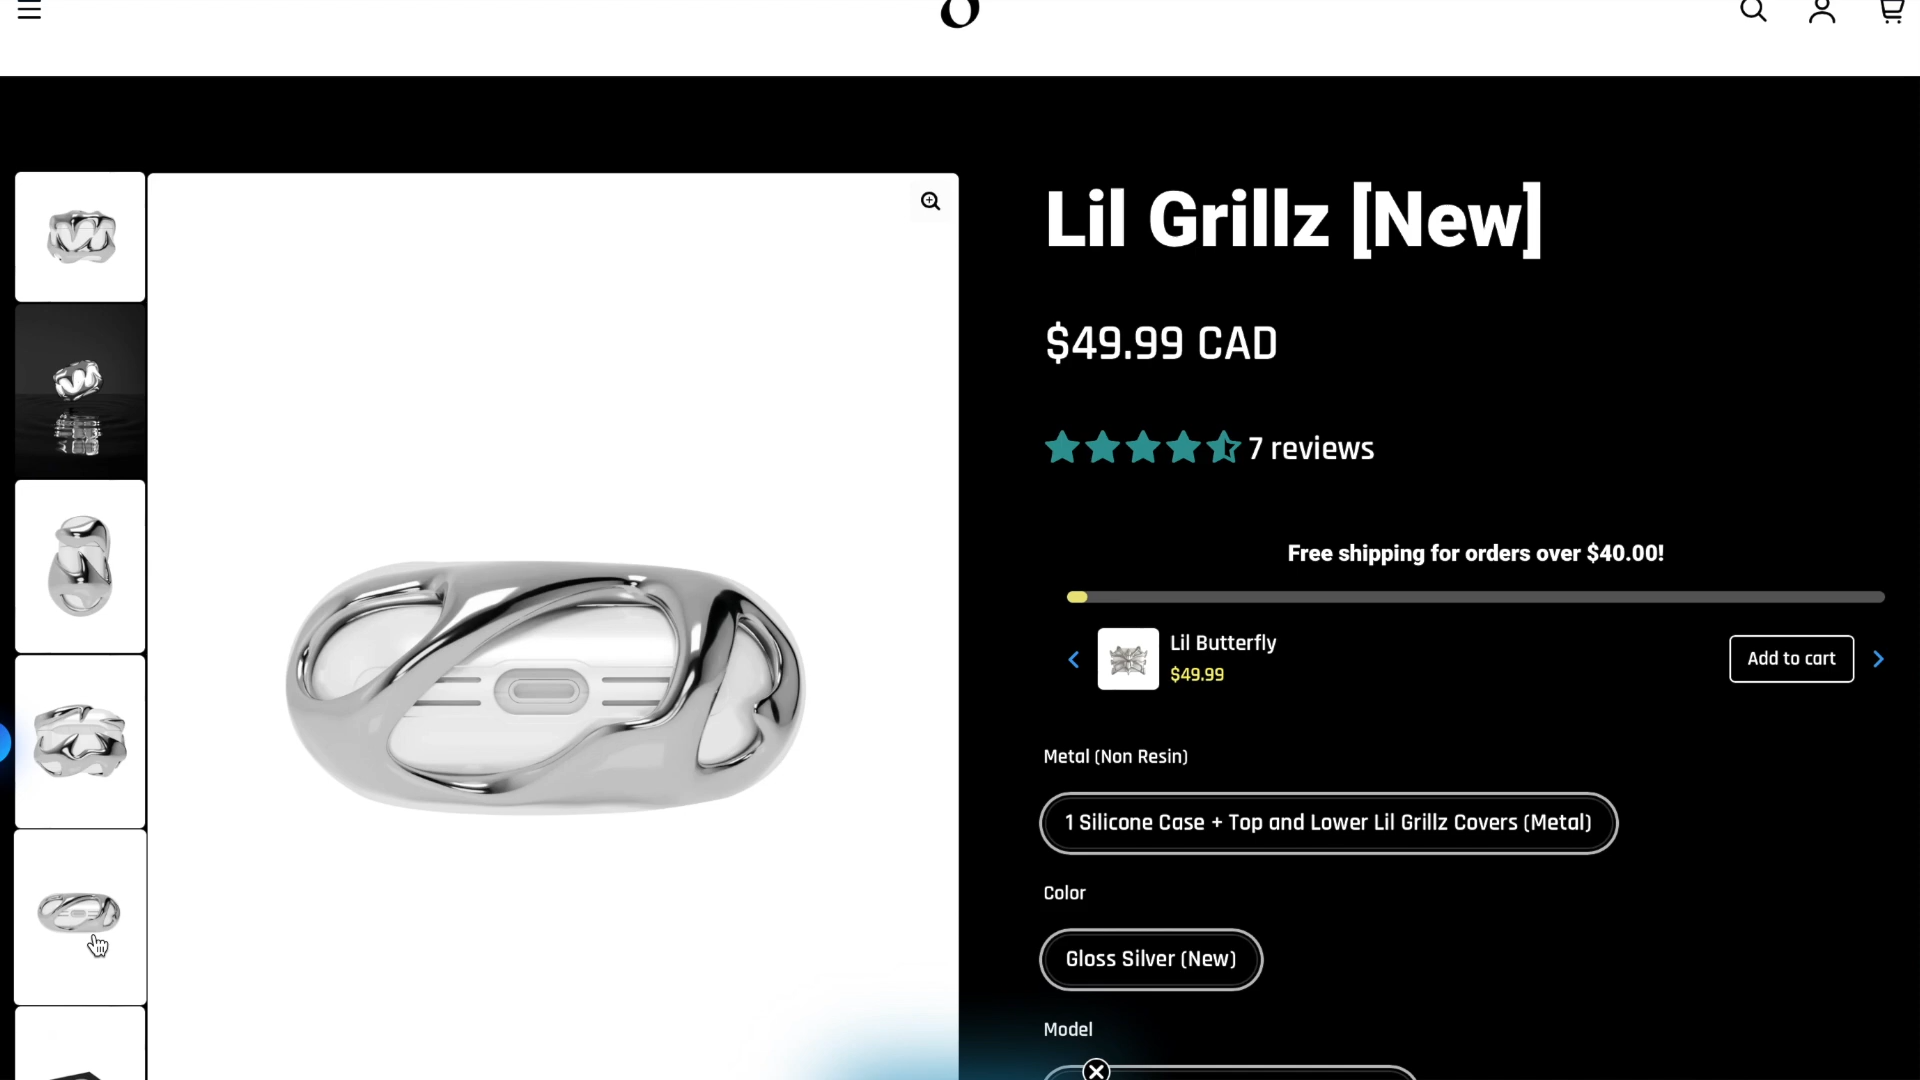 Lil Grillz [New]
$49.99 CAD
7 reviews
Free shipping for orders over $40.00!
Lil Butterfly
$49.99
Add to cart
Metal (Non Resin)
1 Silicone Case + Top and Lower Lil Grillz Covers (Metal)
Color
Gloss Silver (New)
Model